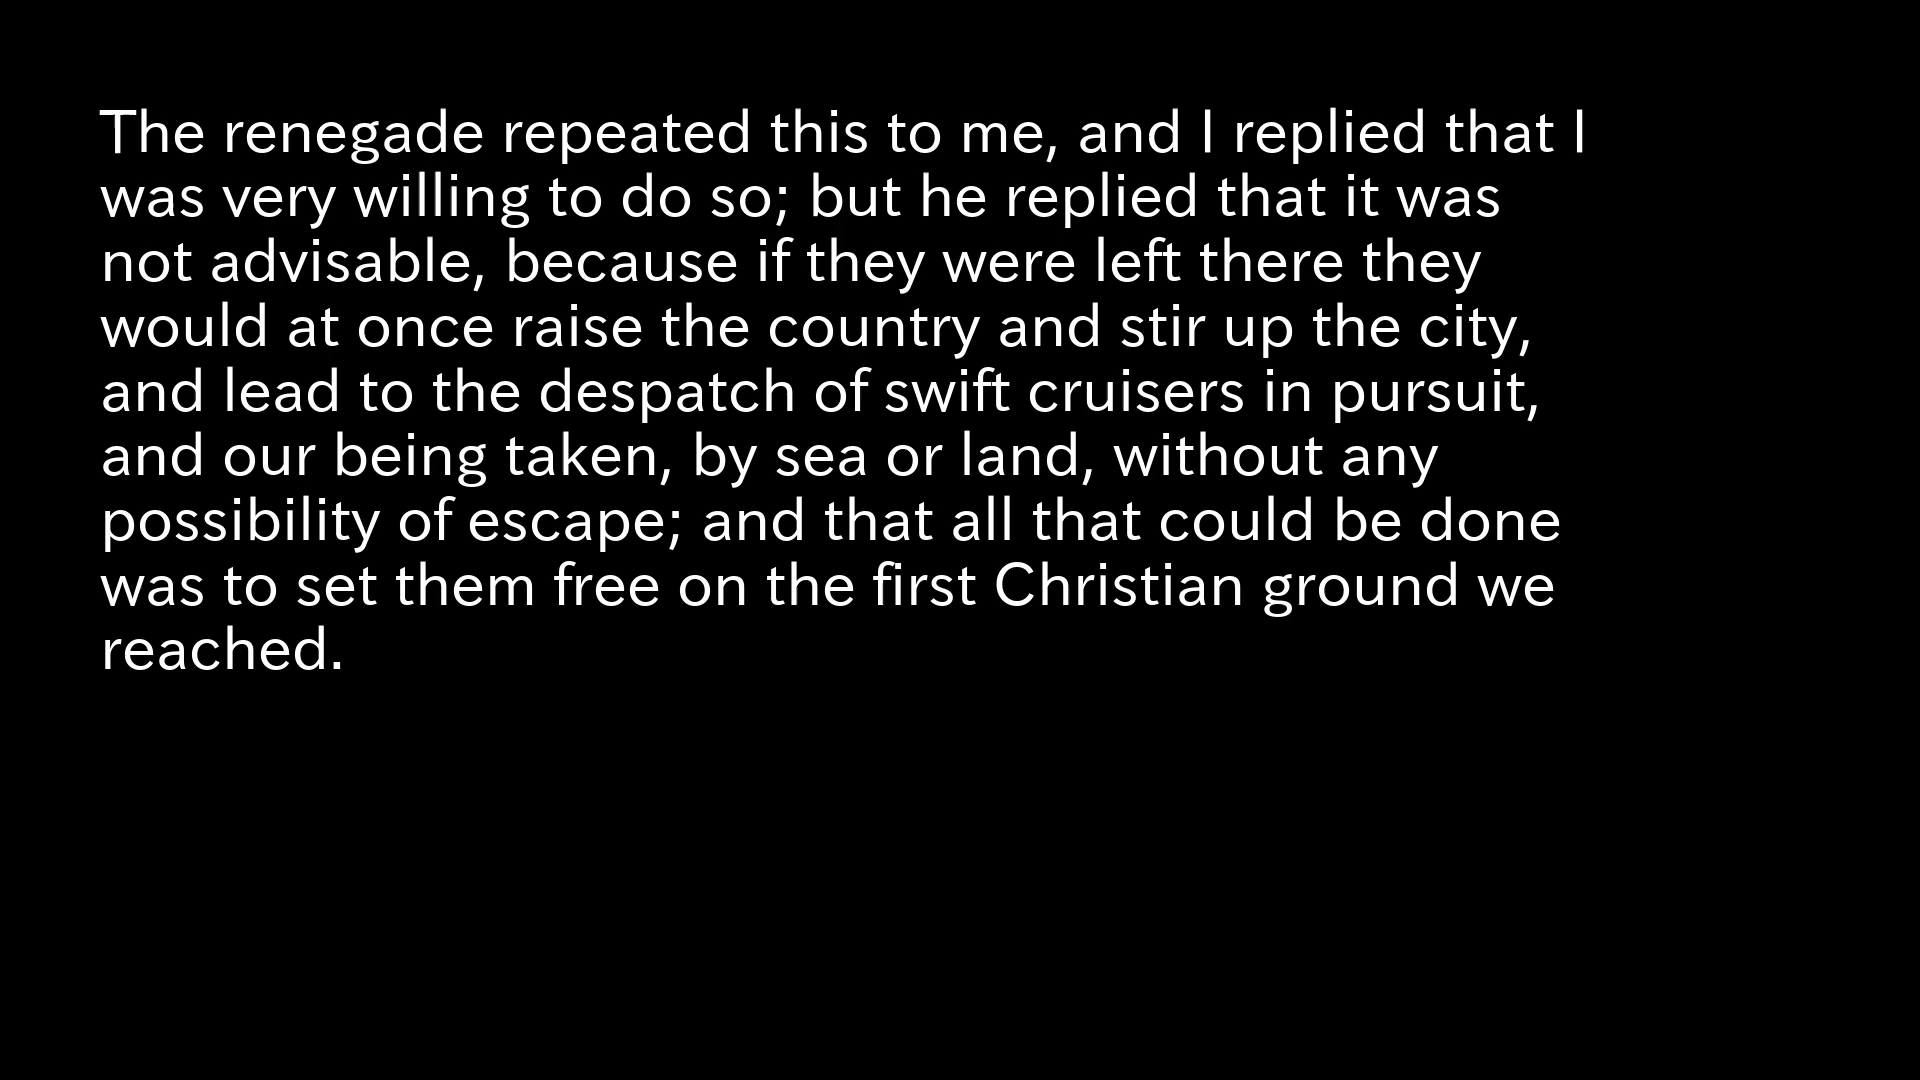 The renegade repeated this to me, and I replied that I
was very willing to do so; but he replied that it was
not advisable, because if they were left there they
would at once raise the country and stir up the city,
and lead to the despatch of swift cruisers in pursuit,
and our being taken, by sea or land, without any
possibility of escape; and that all that could be done
was to set them free on the first Christian ground we
reached.